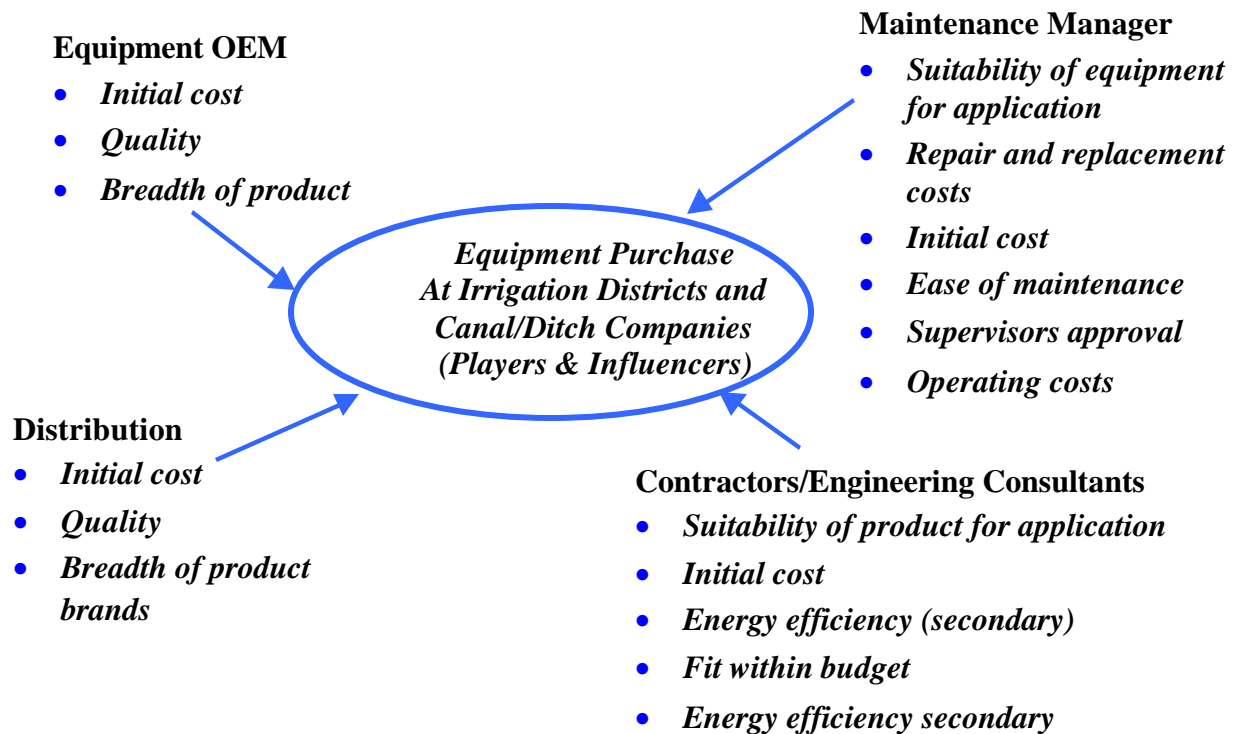 Equipment OEM
• Initial cost
• Quality
• Breadth of product
Maintenance Manager
• Suitability of equipment
for application
• Repair and replacement
costs
• Initial cost
• Ease of maintenance
• Supervisors approval
• Operating costs
Equipment Purchase
At Irrigation Districts and
Canal/Ditch Companies
(Players & Influencers)
Distribution
• Initial cost
• Quality
• Breadth of product
brands
Contractors/Engineering Consultants
• Suitability of product for application
• Initial cost
• Energy efficiency (secondary)
• Fit within budget
• Energy efficiency secondary